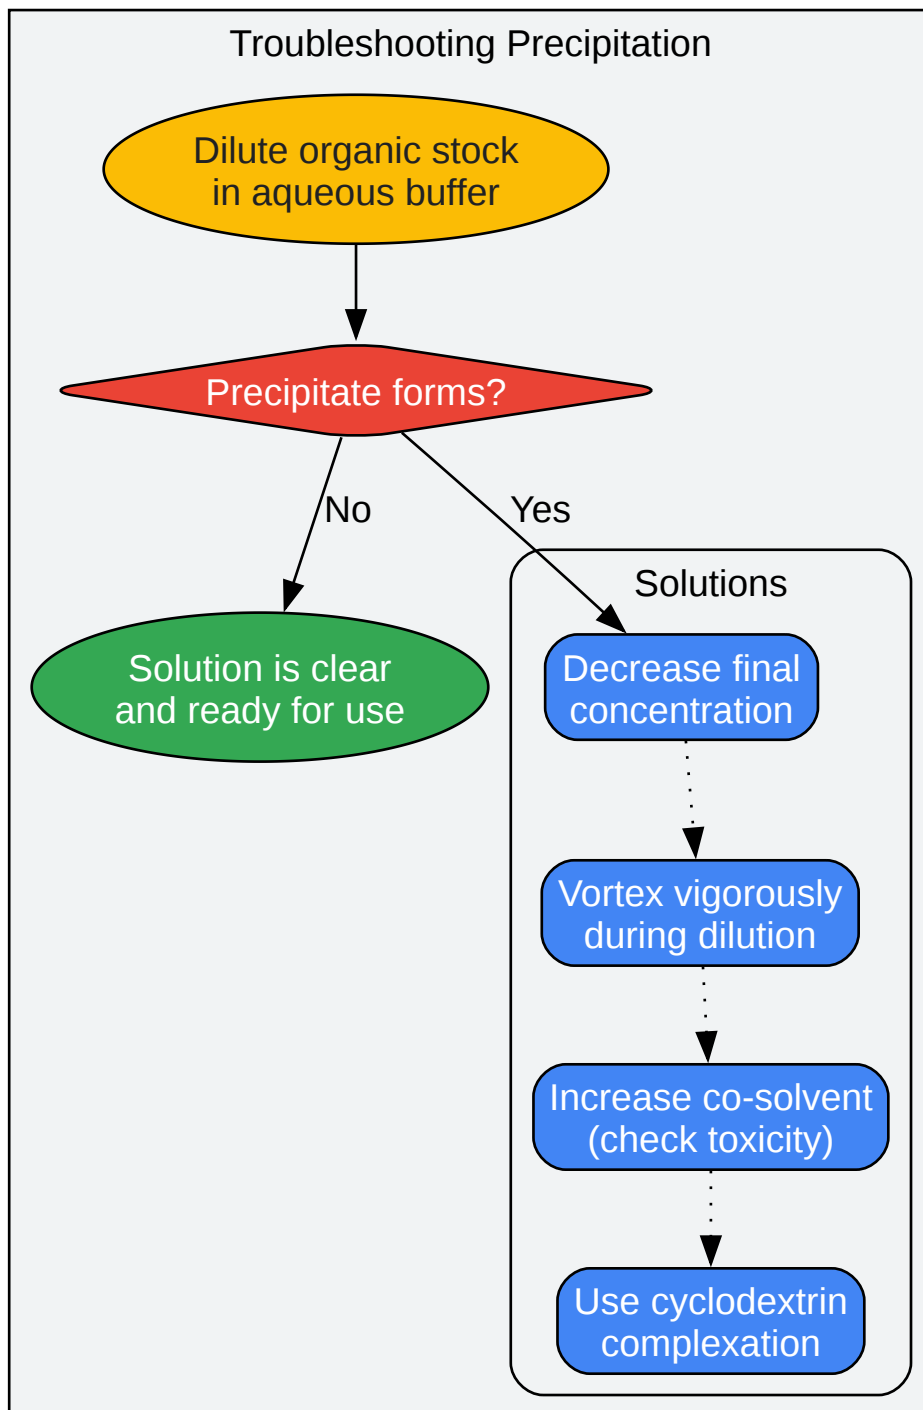 Troubleshooting Precipitation
Dilute organic stock
in aqueous buffer
Precipitate forms?
No
Yes
Solutions
Solution is clear
and ready for use
Decrease final
concentration
Vortex vigorously
during dilution
Increase co-solvent
(check toxicity)
Use cyclodextrin
complexation